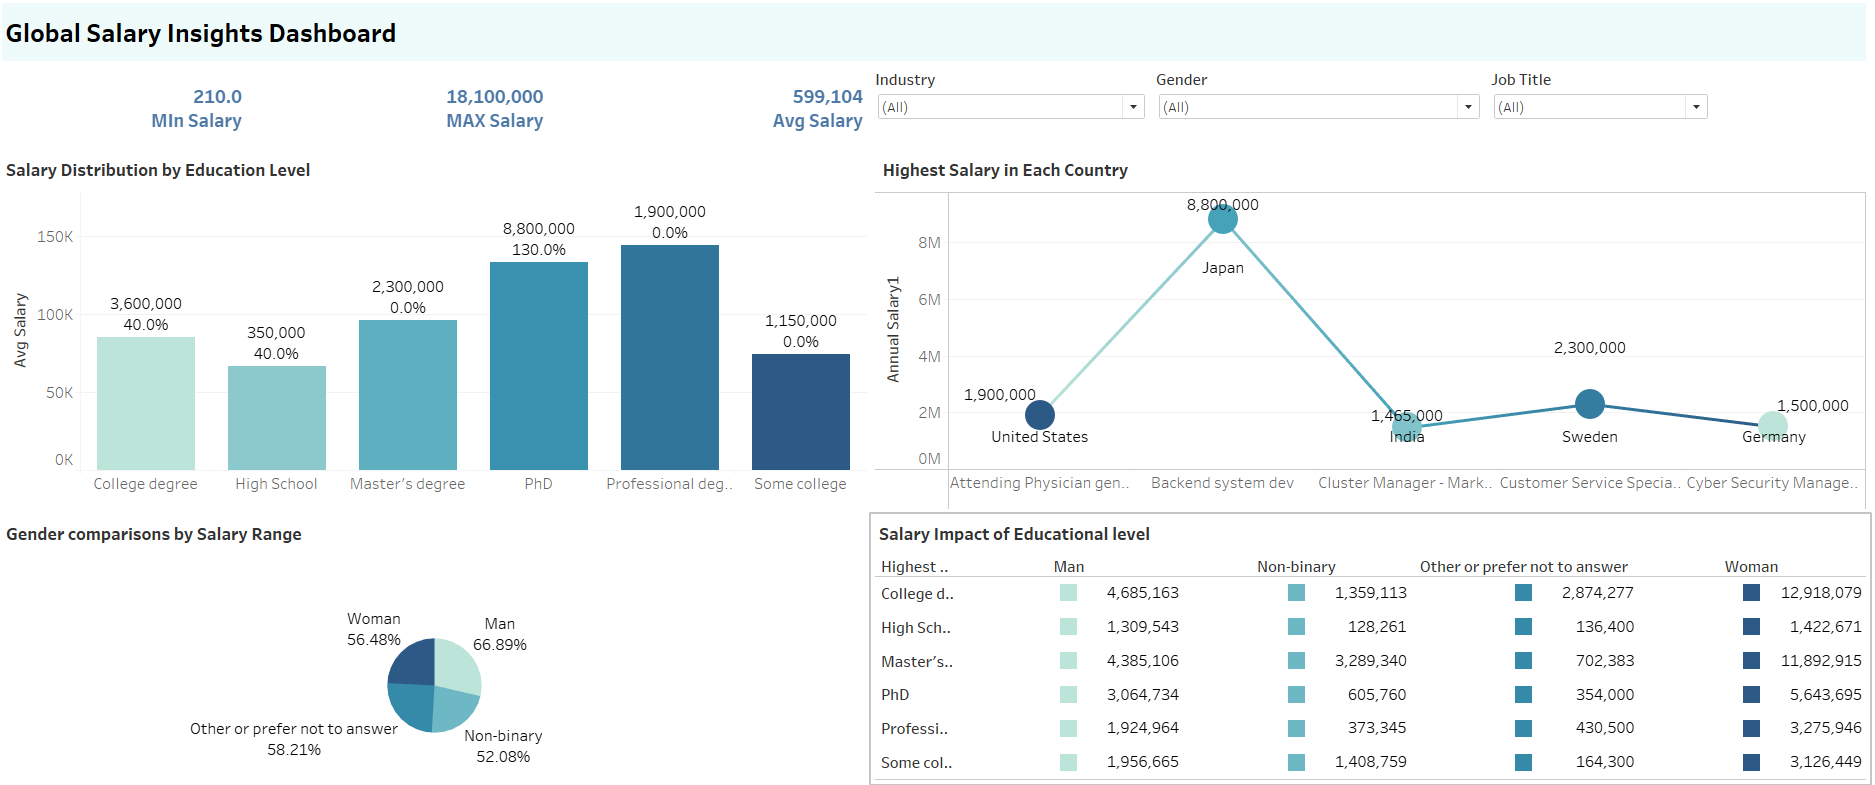 Global Salary Insights Dashboard
210.0
MIn Salary
18,100,000
MAX Salary
599,104
Avg Salary
Industry
(All)
Gender
(All)
Job Title
(All)
Salary Distribution by Education Level
Avg Salary
150K
100K
50K
0K
3,600,000
40.0%
350,000
40.0%
2,300,000
0.0%
8,800,000
130.0%
1,900,000
0.0%
1,150,000
0.0%
College degree
High School
Master's degree
PhD
Professional deg..
Some college
Highest Salary in Each Country
Annual Salary1
8M
6M
4M
2M
0M
1,900,000
United States
8,800,000
Japan
1,465,000
India
2,300,000
Sweden
1,500,000
Germany
Attending Physician gen..
Backend system dev
Cluster Manager - Mark..
Customer Service Specia..
Cyber Security Manage..
Gender comparisons by Salary Range
Woman
56.48%
Man
66.89%
Other or prefer not to answer
58.21%
Non-binary
52.08%
Salary Impact of Educational level
Highest .. Man Non-binary Other or prefer not to answer Woman
College d.. 4,685,163 1,359,113 2,874,277 12,918,079
High Sch.. 1,309,543 128,261 136,400 1,422,671
Master's.. 4,385,106 3,289,340 702,383 11,892,915
PhD 3,064,734 605,760 354,000 5,643,695
Professi.. 1,924,964 373,345 430,500 3,275,946
Some col.. 1,956,665 1,408,759 164,300 3,126,449